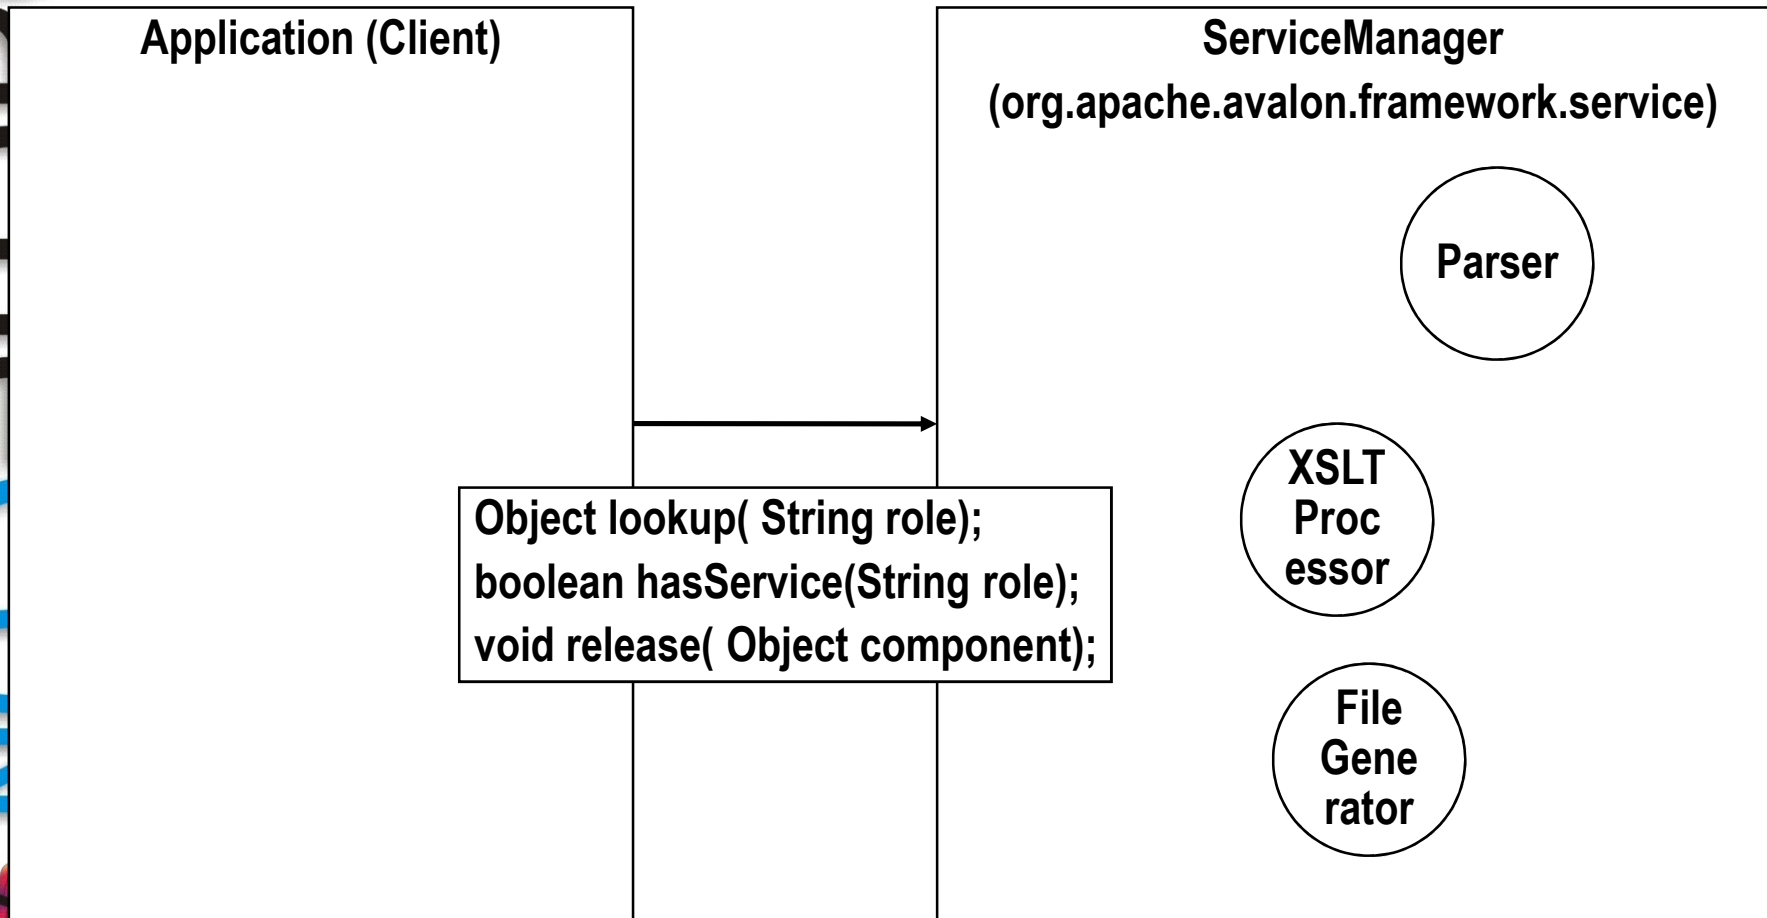 Application (Client)
ServiceManager
(org.apache.avalon.framework.service)
Parser
XSLT
Proc
essor
Object lookup( String role);
boolean hasService(String role);
void release( Object component);
File
Gene
rator